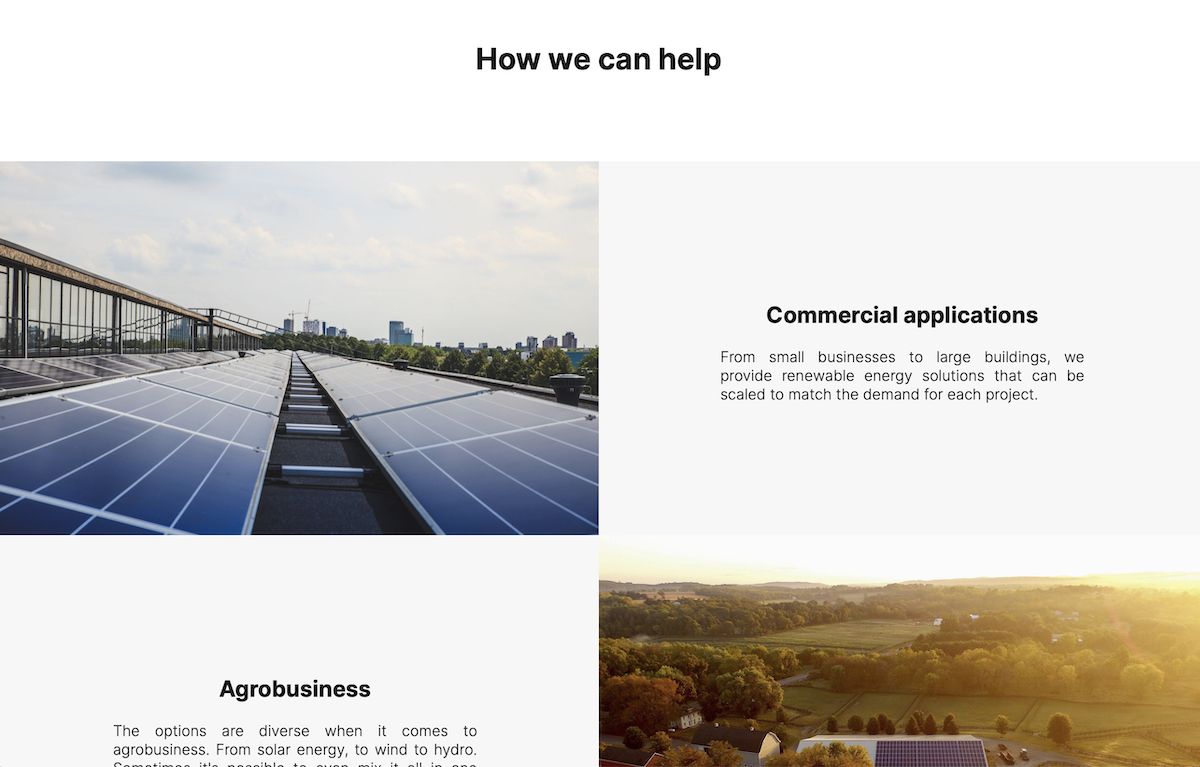 How we can help
Commercial applications
From small businesses to large buildings, we
provide renewable energy solutions that can be
scaled to match the demand for each project.
Agrobusiness
The options are diverse when it comes to
agrobusiness. From solar energy, to wind to hydro.